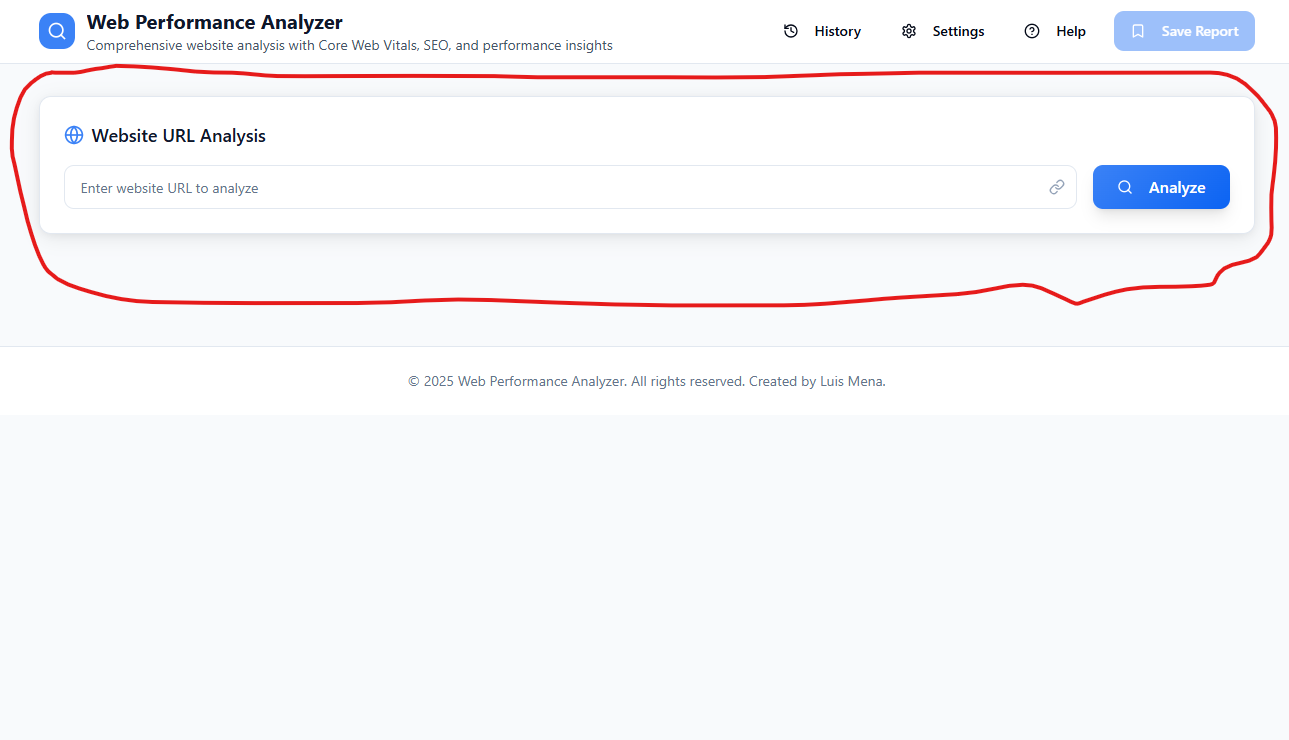 Web Performance Analyzer
Comprehensive website analysis with Core Web Vitals, SEO, and performance insights
History
Settings
Help
Save Report
Website URL Analysis
Enter website URL to analyze
Analyze
© 2025 Web Performance Analyzer. All rights reserved. Created by Luis Mena.